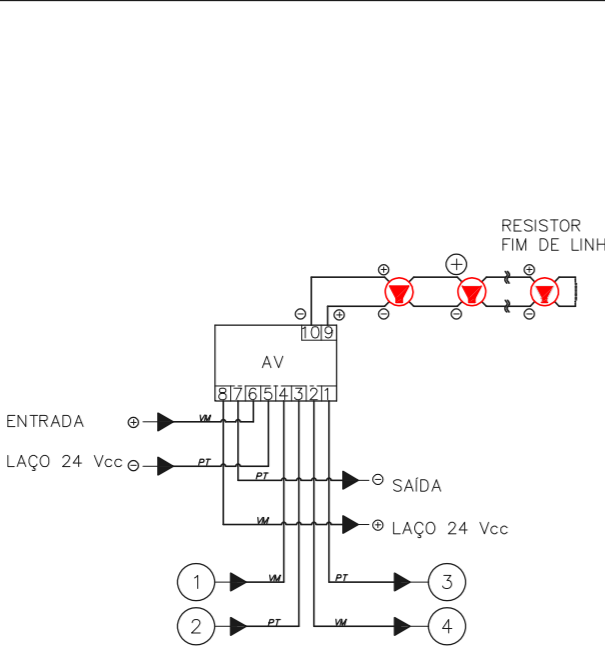 RESISTOR
FIM DE LINH
+ + +
- - -
- +
10 9
AV
8 7 6 5 4 3 2 1
ENTRADA + VM
LAÇO 24 Vcc - PT
PT - SAÍDA
VM + LAÇO 24 Vcc
1 VM PT 3
2 PT VM 4